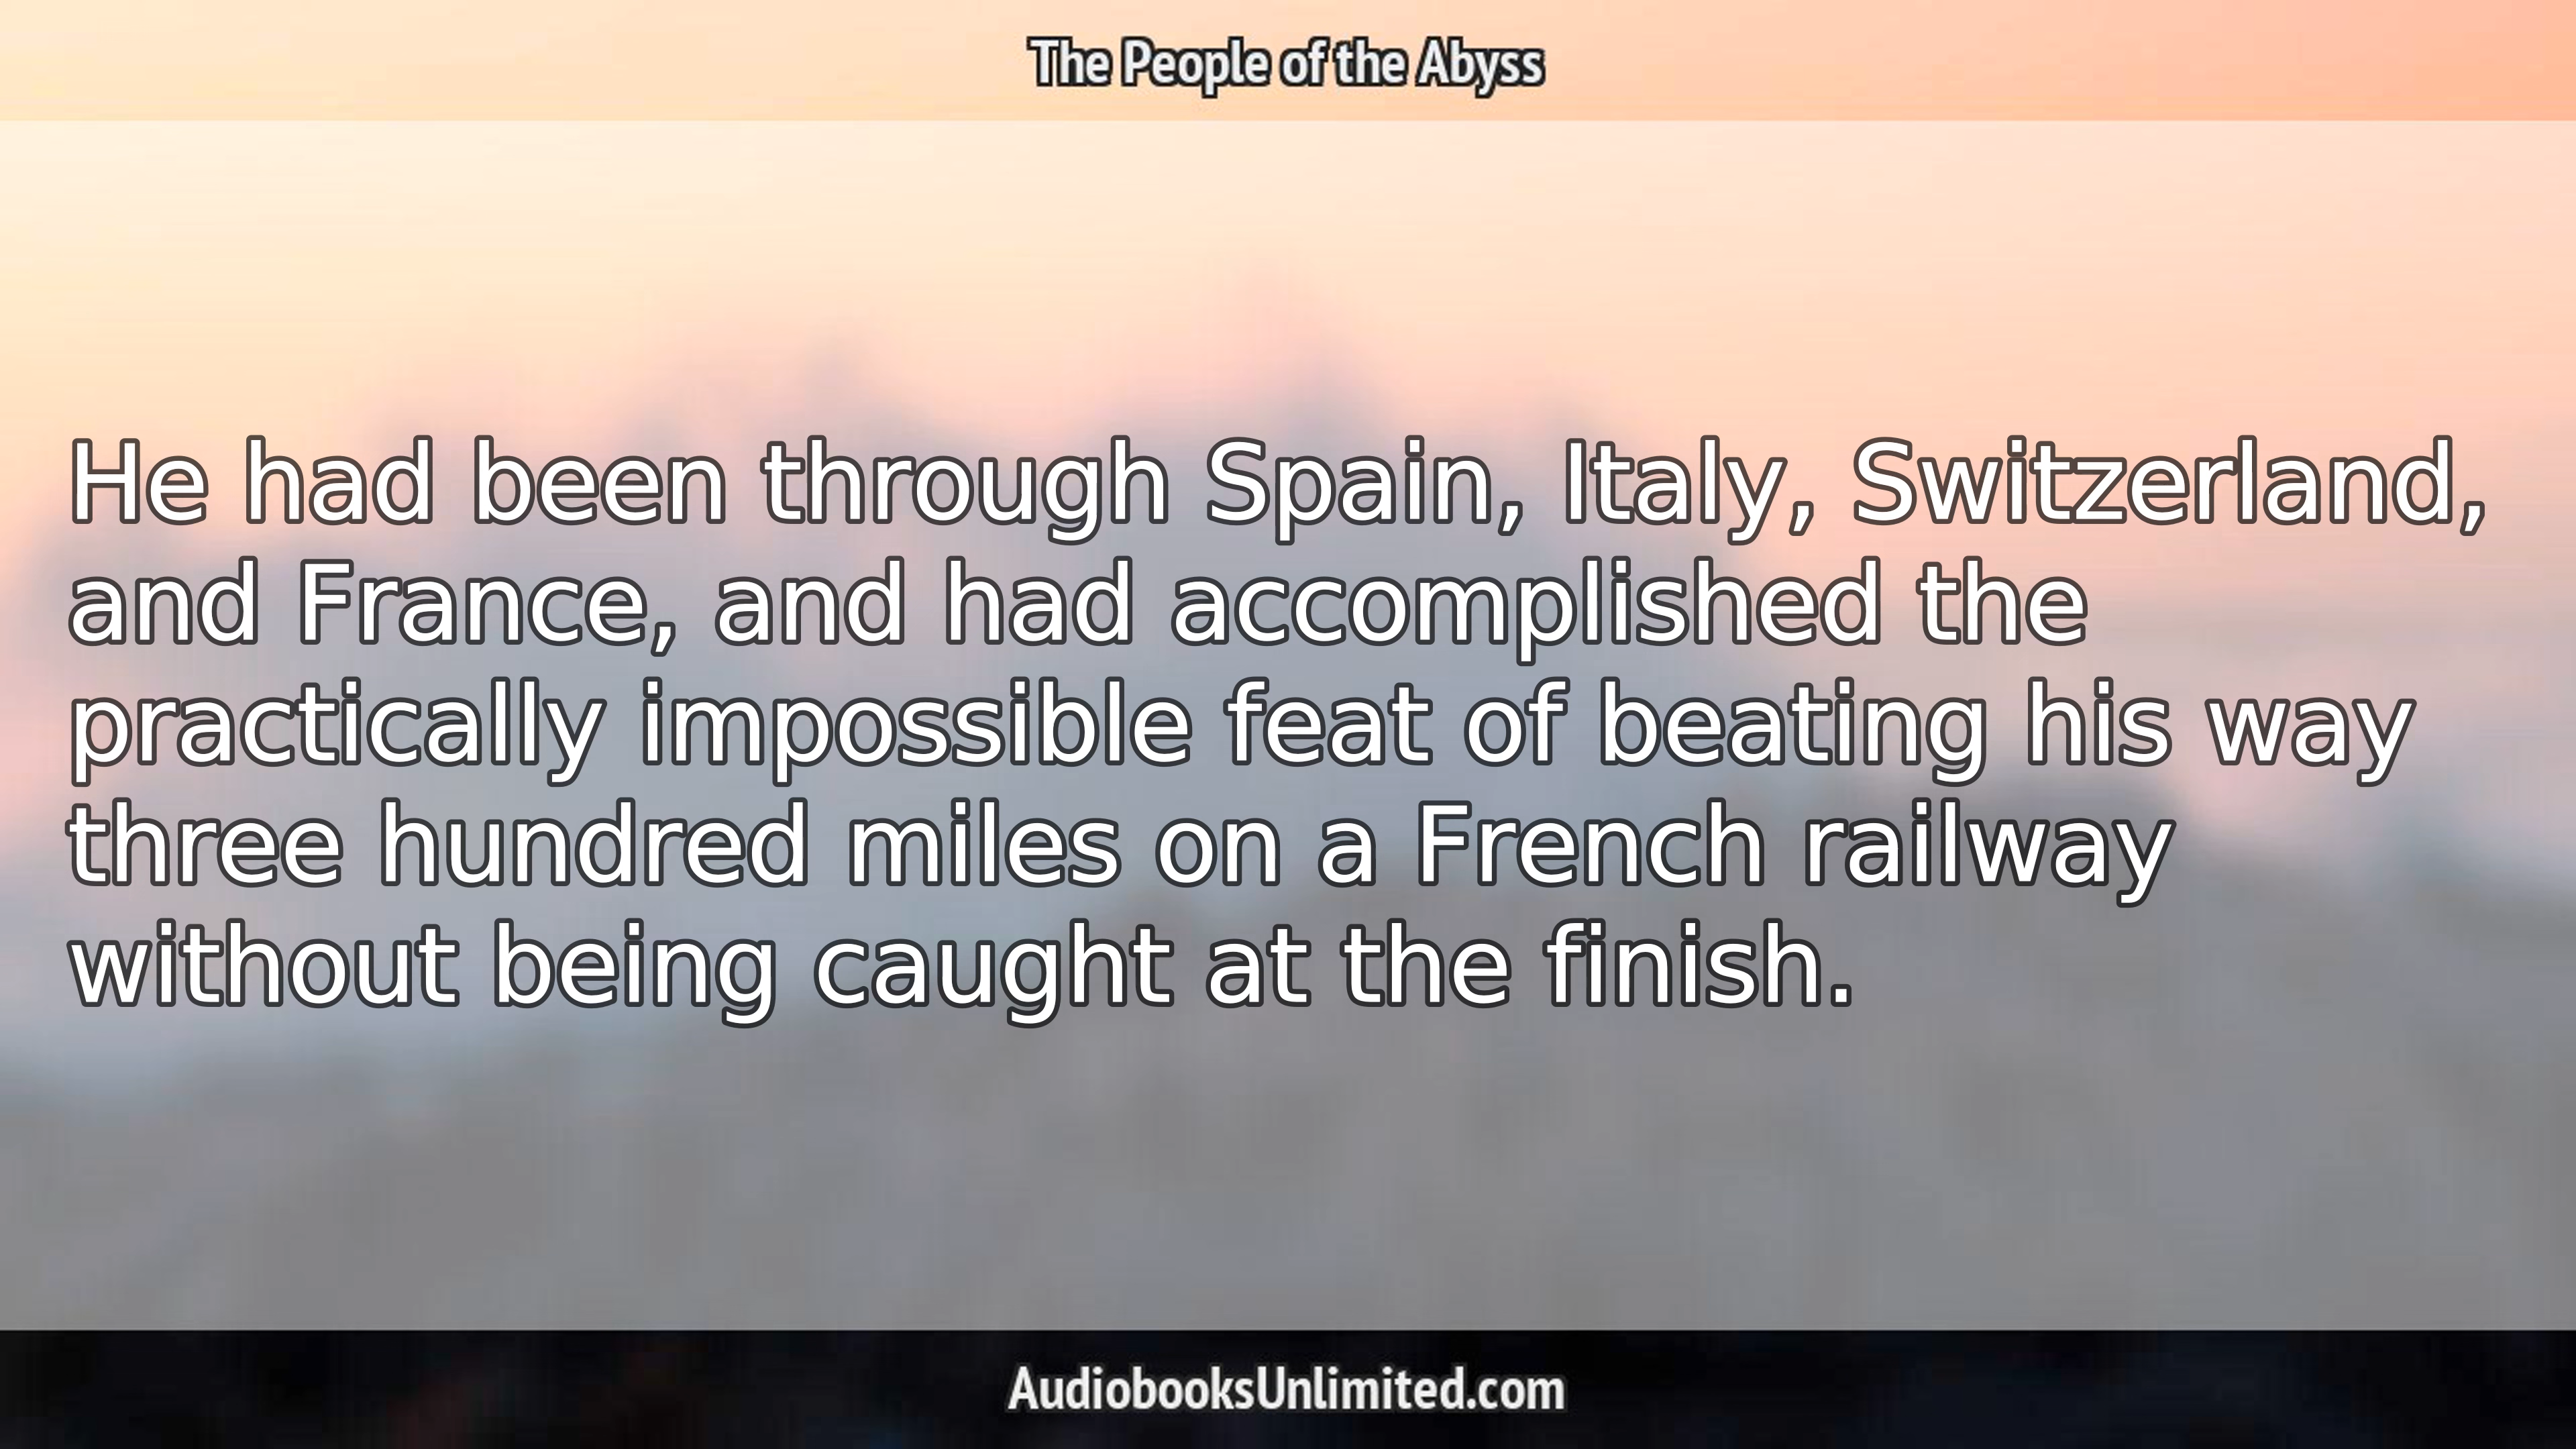 The People of the Abyss
He had been through Spain, Italy, Switzerland,
and France, and had accomplished the
practically impossible feat of beating his way
three hundred miles on a French railway
without being caught at the finish.
AudiobooksUnlimited.com